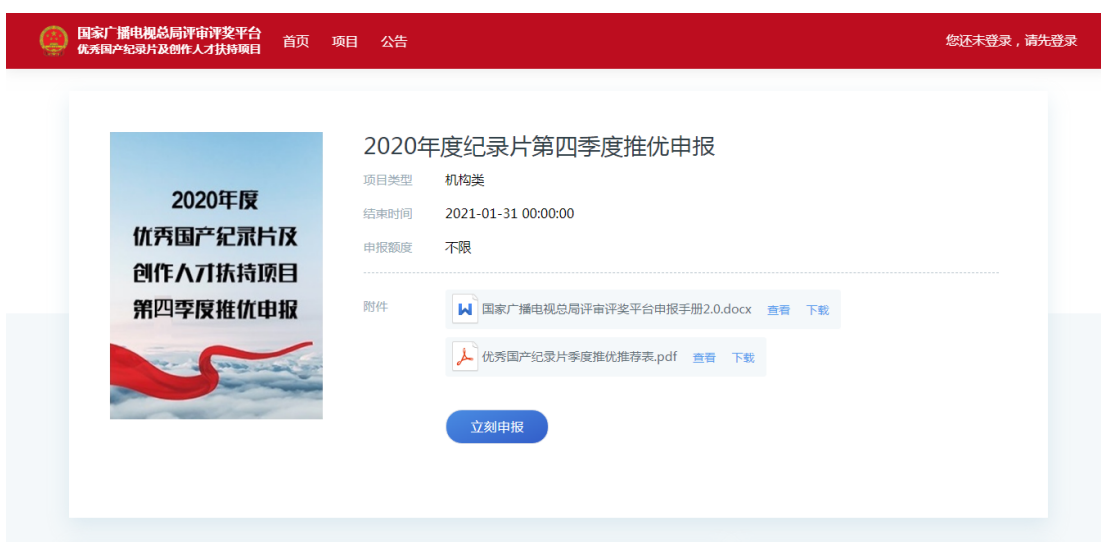 国家广播电视总局评审评奖平台
优秀国产纪录片及创作人才扶持项目
首页 项目 公告
您还未登录，请先登录
2020年度
优秀国产纪录片及
创作人才扶持项目
第四季度推优申报
2020年度纪录片第四季度推优申报
项目类型 机构类
结束时间 2021-01-31 00:00:00
申报额度 不限
附件 国家广播电视总局评审评奖平台申报手册2.0.docx 查看 下载
优秀国产纪录片季度推优推荐表.pdf 查看 下载
立刻申报